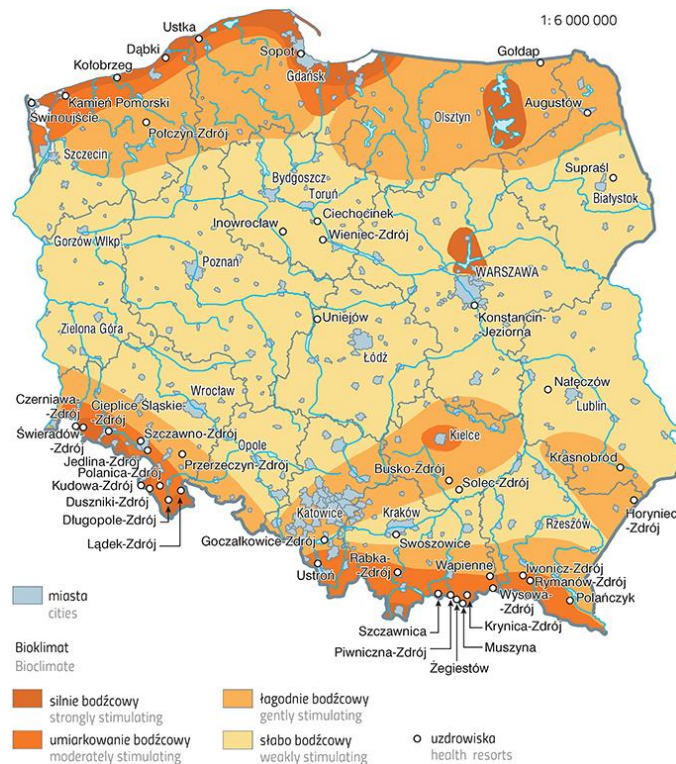 1:6 000 000
Ustka
Dąbki
Sopot
Gołdap
Kołobrzeg
Gdańsk
Kamień Pomorski
Świnoujście
Augustów
Olsztyn
Połczyn-Zdrój
Szczecin
Supraśl
Białystok
Bydgoszcz
Toruń
Ciechocinek
Inowrocław
Wieniec-Zdrój
Gorzów Wlkp.
Poznań
WARSZAWA
Konstancin-
Jeziorna
Uniejów
Zielona Góra
Łódź
Nałęczów
Lublin
Wrocław
Czerniawa-
-Zdrój
Cieplice Śląskie-
-Zdrój
Świeradów-
-Zdrój
Szczawno-Zdrój
Opole
Kielce
Jedlina-Zdrój
Polanica-Zdrój
Przerzeczyn-Zdrój
Busko-Zdrój
Krasnobród
Kudowa-Zdrój
Solec-Zdrój
Duszniki-Zdrój
Katowice
Kraków
Horyniec-
-Zdrój
Długopole-Zdrój
Rzeszów
Goczałkowice-Zdrój
Swoszowice
Lądek-Zdrój
Rabka-
-Zdrój
Wapienne
Iwonicz-Zdrój
Ustroń
Rymanów-Zdrój
Wysowa-
-Zdrój
Polańczyk
Szczawnica
Krynica-Zdrój
Piwniczna-Zdrój
Muszyna
Żegiestów
miasta
cities
Bioklimat
Bioclimate
silnie bodźcowy
strongly stimulating
łagodnie bodźcowy
gently stimulating
umiarkowanie bodźcowy
moderately stimulating
słabo bodźcowy
weakly stimulating
uzdrowiska
health resorts